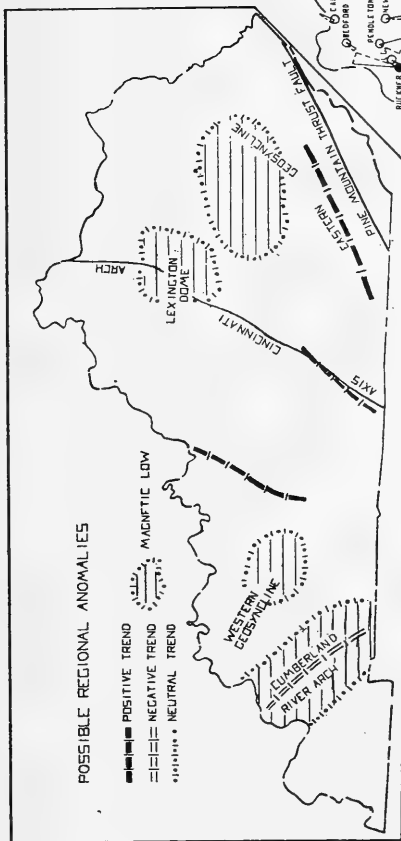 POSSIBLE REGIONAL ANOMALIES
POSITIVE TREND
NEGATIVE TREND
NEUTRAL TREND
MAGNETIC LOW
ARCH
LEXINGTON
DOME
CINCINNATI
AXIS
GEOSYNCLINE
EASTERN
PINE MOUNTAIN THRUST FAULT
WESTERN
GEOSYNCLINE
CUMBERLAND
RIVER ARCH
BEDFORD
PENDLETON
BUCKNER